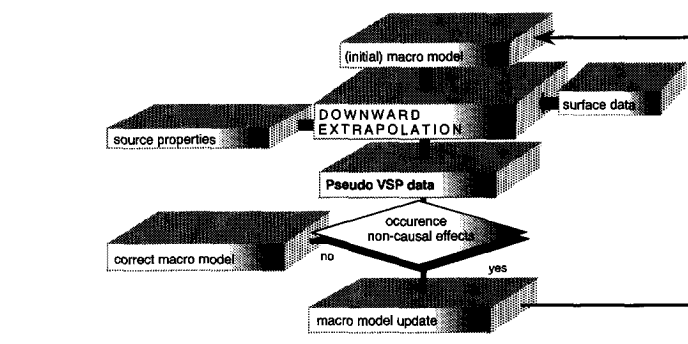 (initial) macro model
DOWNWARD
EXTRAPOLATION
surface data
source properties
Pseudo VSP data
occurence
non-causal effects
correct macro model
no
yes
macro model update